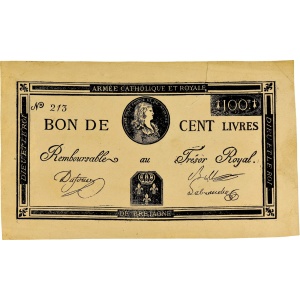 ARMÉE CATHOLIQUE ET ROYALE
No 213
100
BON DE CENT LIVRES
Remboursable au Trésor Royal.
DE BRETAGNE